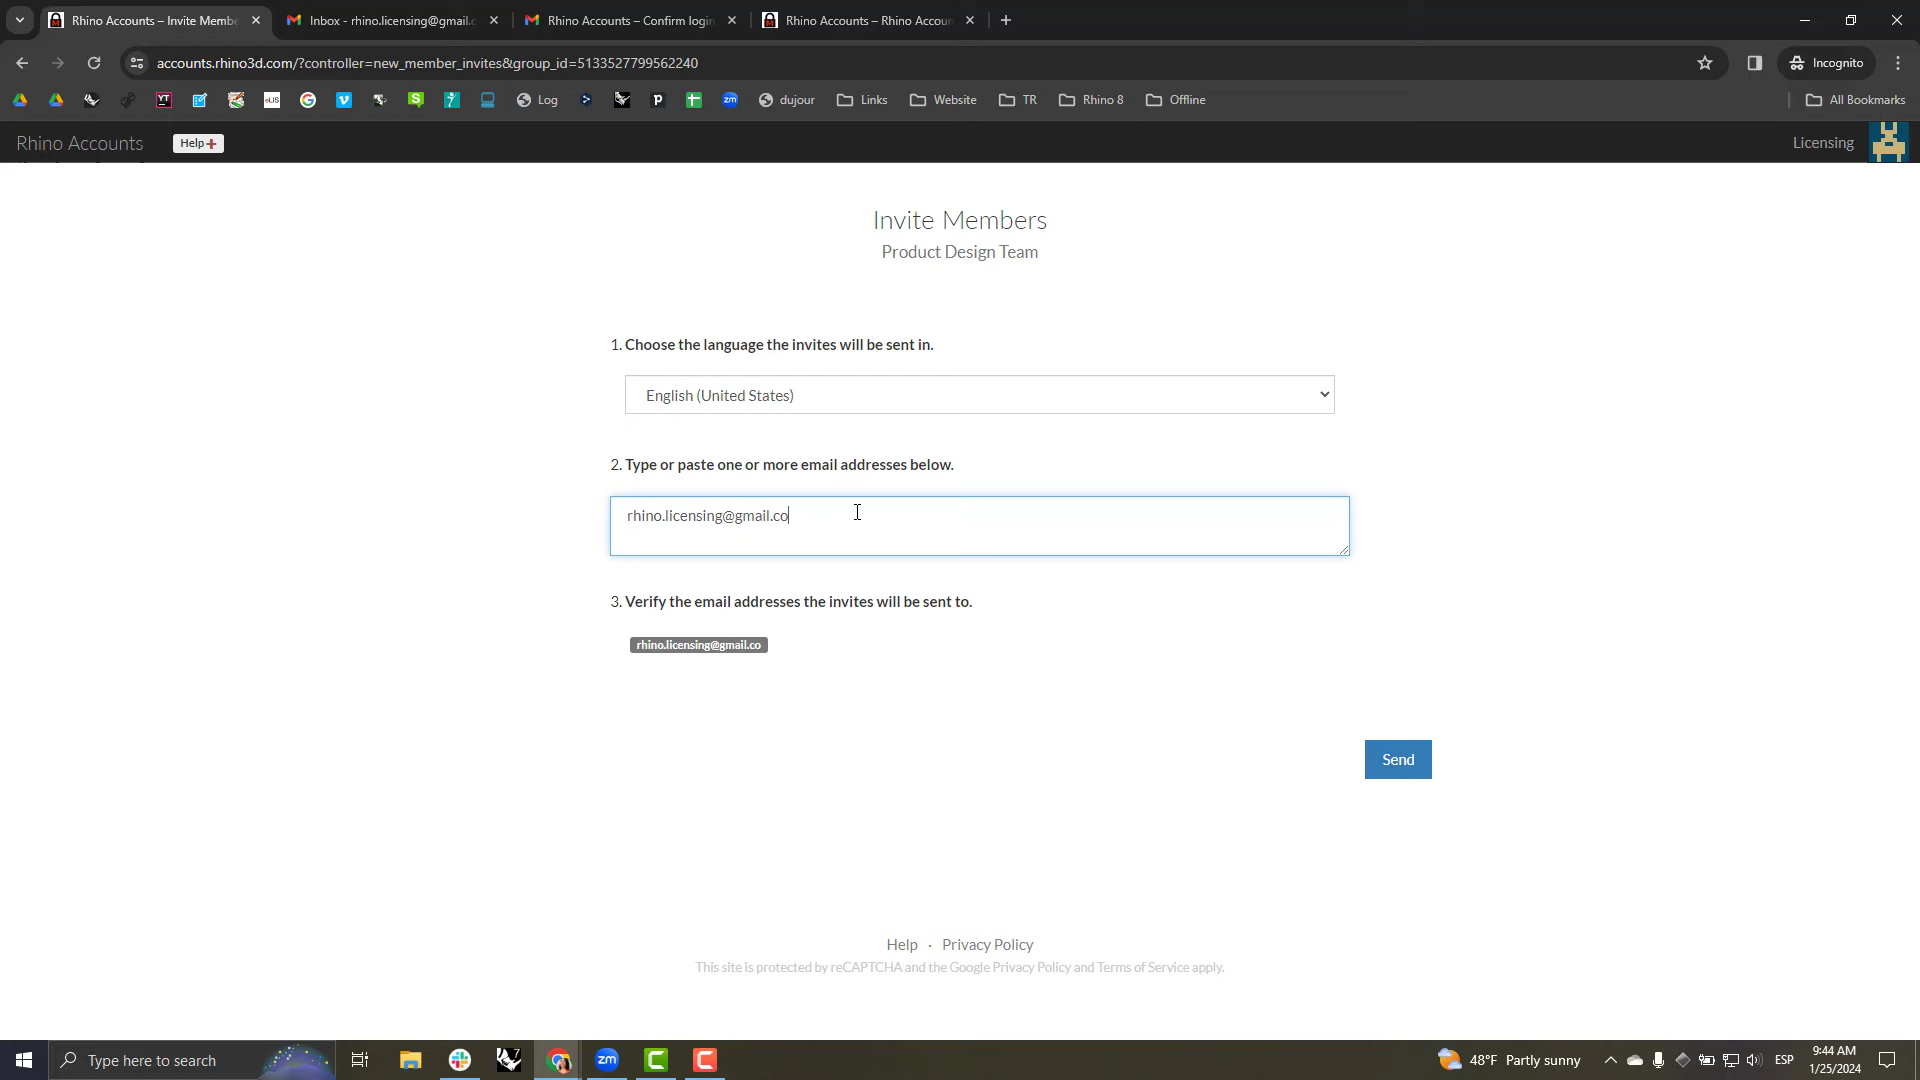 Rhino Accounts – Invite Membe
Inbox - rhino.licensing@gmail.c
Rhino Accounts – Confirm login
Rhino Accounts – Rhino Accoun
accounts.rhino3d.com/?controller=new_member_invites&group_id=5133527799562240
Incognito
Log
dujour
Links
Website
TR
Rhino 8
Offline
All Bookmarks
Rhino Accounts
Help+
Licensing
Invite Members
Product Design Team
1. Choose the language the invites will be sent in.
English (United States)
2. Type or paste one or more email addresses below.
rhino.licensing@gmail.co
3. Verify the email addresses the invites will be sent to.
rhino.licensing@gmail.co
Send
Help · Privacy Policy
This site is protected by reCAPTCHA and the Google Privacy Policy and Terms of Service apply.
Type here to search
zm
48°F Partly sunny
ESP
9:44 AM
1/25/2024